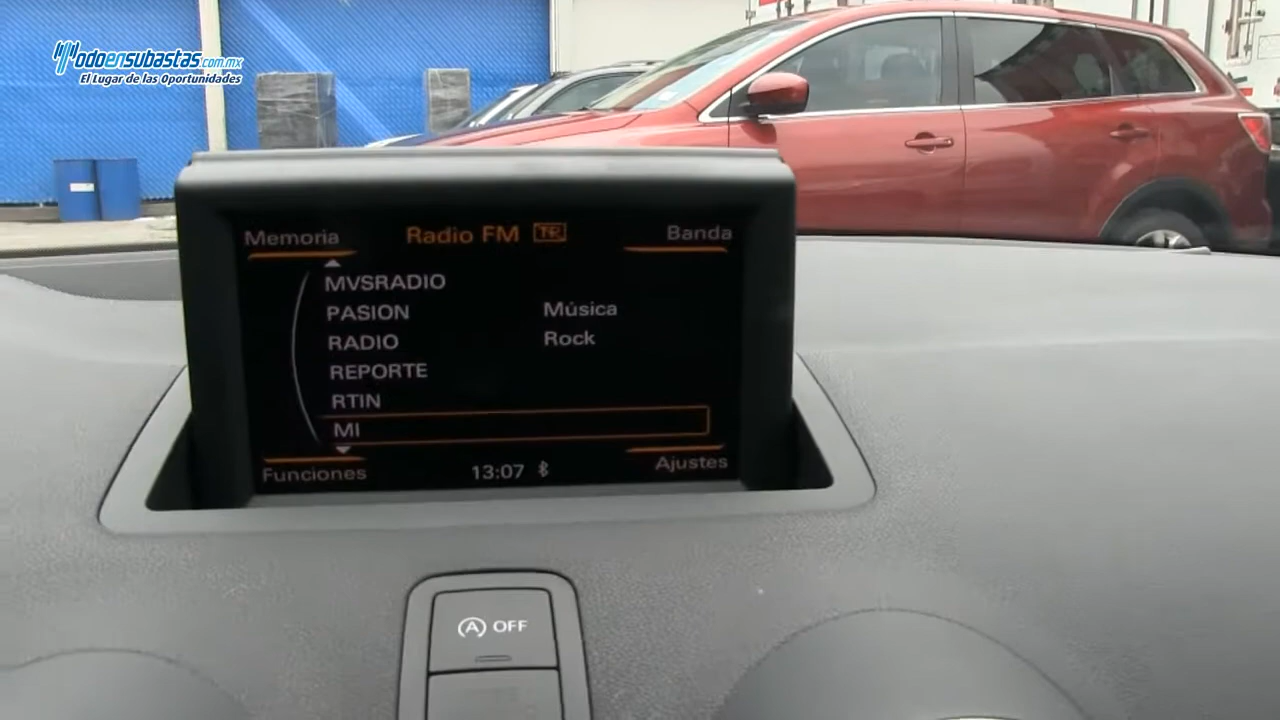 todoensubastas.com.mx
El Lugar de las Oportunidades
Memoria Radio FM TP Banda
MVSRADIO
PASION Música
RADIO Rock
REPORTE
RTIN
MI
Funciones 13:07 Ajustes
A OFF